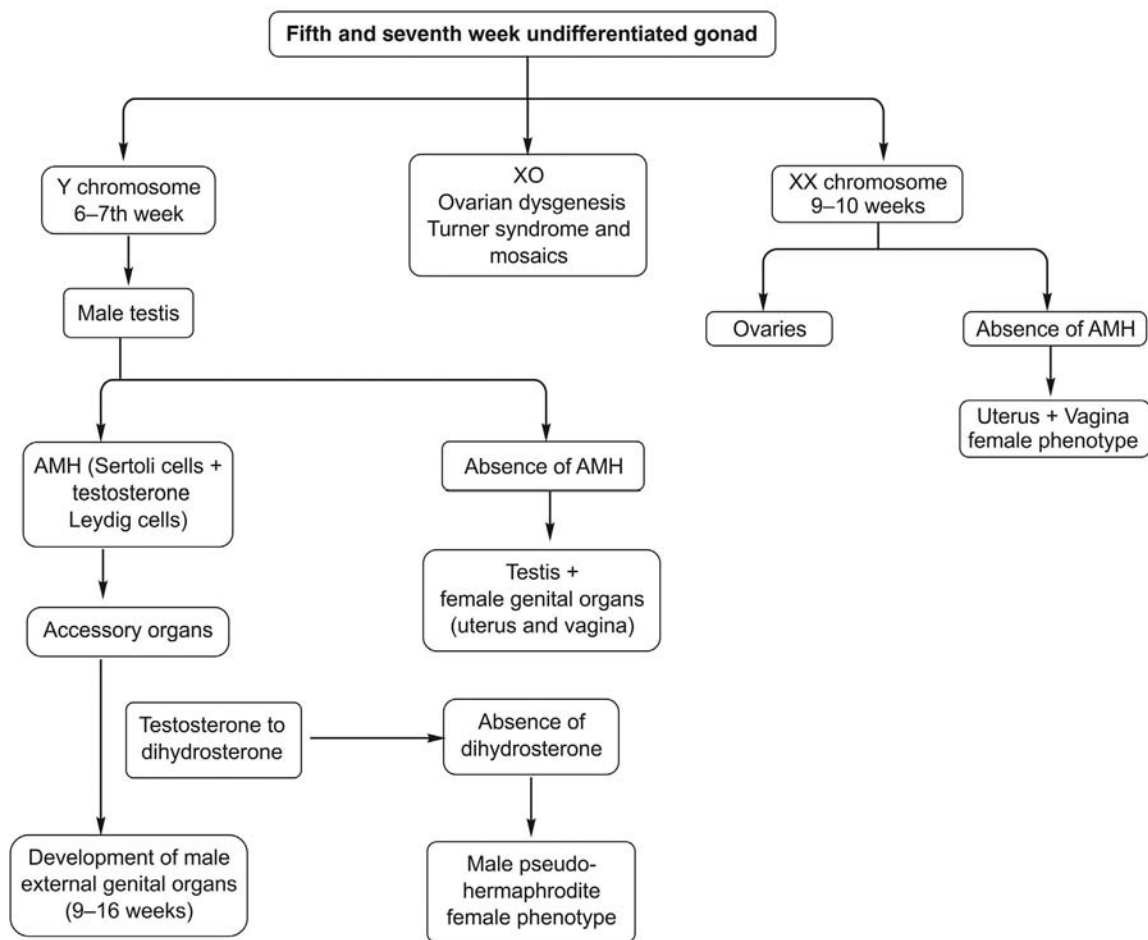 Fifth and seventh week undifferentiated gonad
Y chromosome
6–7th week
XO
Ovarian dysgenesis
Turner syndrome and
mosaics
XX chromosome
9–10 weeks
Male testis
Ovaries
Absence of AMH
Uterus + Vagina
female phenotype
AMH (Sertoli cells +
testosterone
Leydig cells)
Absence of AMH
Testis +
female genital organs
(uterus and vagina)
Accessory organs
Testosterone to
dihydrosterone
Absence of
dihydrosterone
Development of male
external genital organs
(9–16 weeks)
Male pseudo-
hermaphrodite
female phenotype